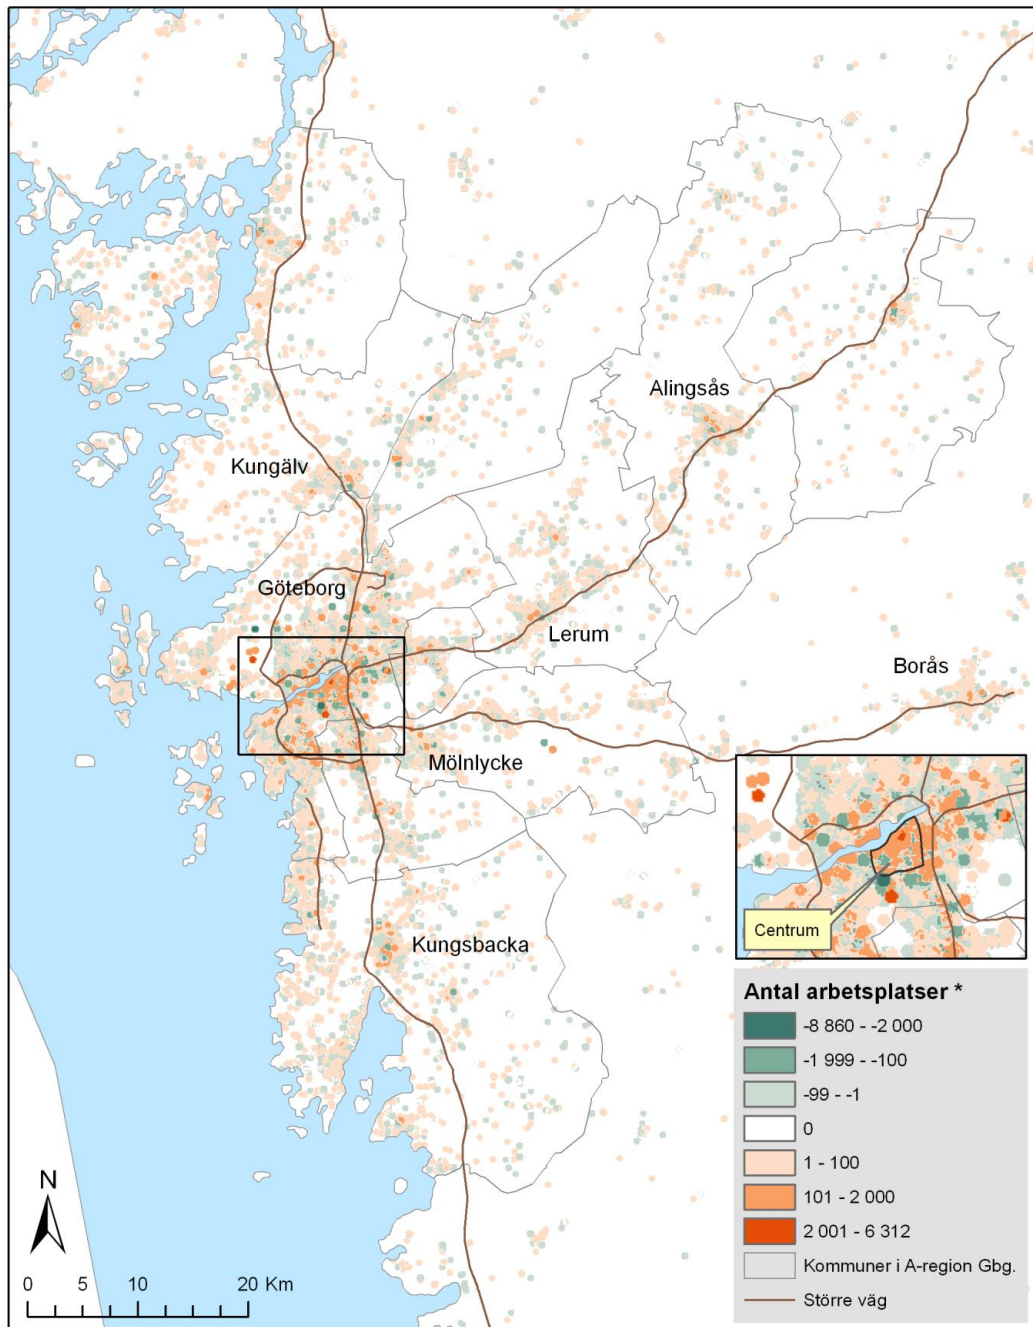 Alingsås
Kungälv
Göteborg
Lerum
Borås
Mölnlycke
Centrum
Kungsbacka
Antal arbetsplatser *
-8 860 - -2 000
-1 999 - -100
-99 - -1
0
1 - 100
101 - 2 000
2 001 - 6 312
Kommuner i A-region Gbg.
Större väg
N
0 5 10 20 Km